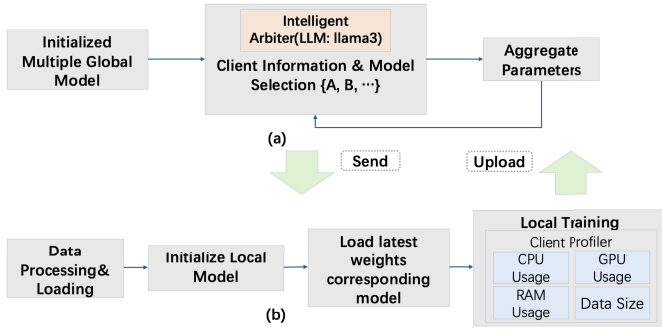 Initialized
Multiple Global
Model
Intelligent
Arbiter(LLM: llama3)
Client Information & Model
Selection {A, B, ···}
Aggregate
Parameters
(a)
Send
Upload
Data
Processing&
Loading
Initialize Local
Model
Load latest
weights
corresponding
model
Local Training
Client Profiler
CPU
Usage
GPU
Usage
RAM
Usage
Data Size
(b)